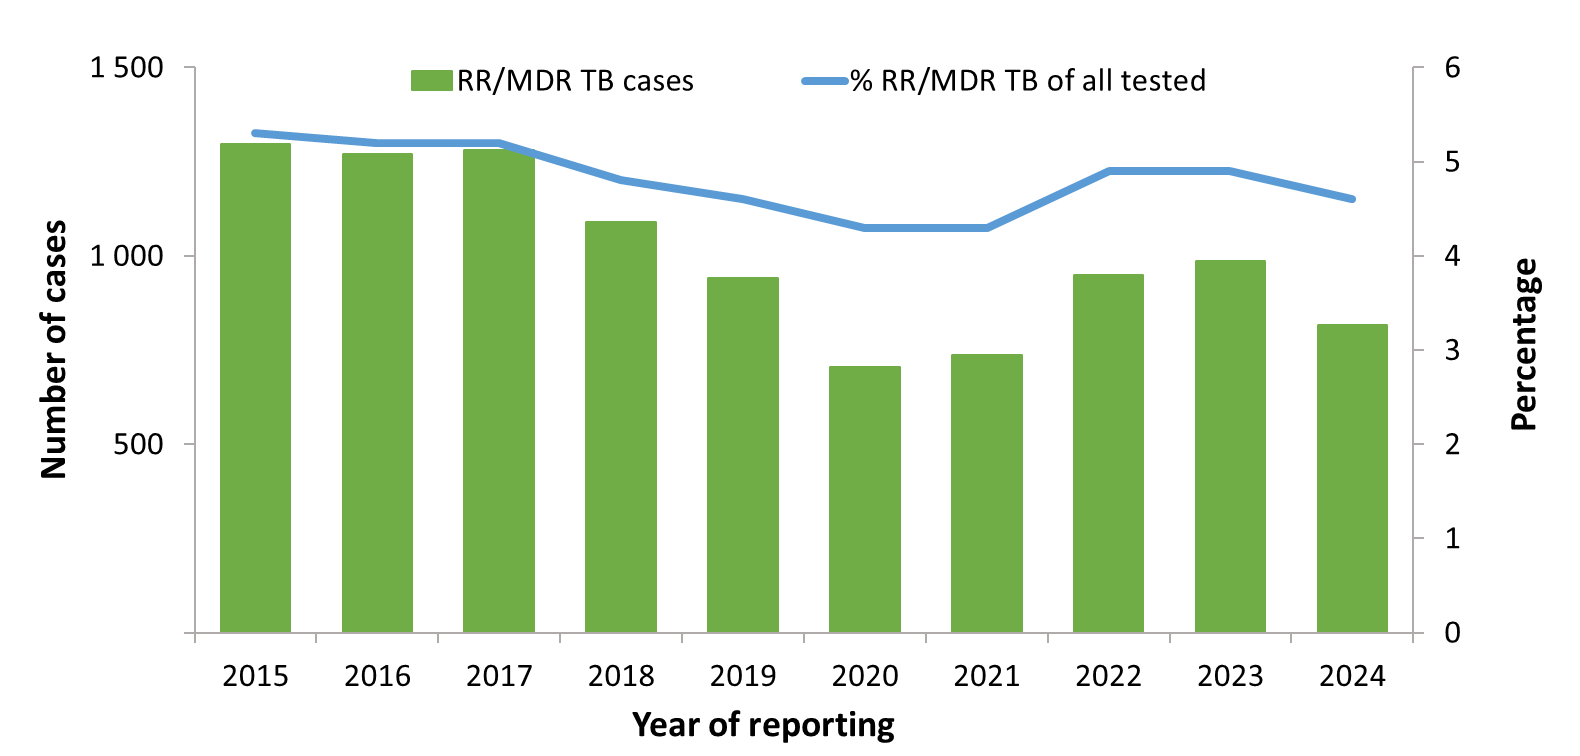 RR/MDR TB cases
% RR/MDR TB of all tested
1 500
1 000
500
Number of cases
6
5
4
3
2
1
0
Percentage
2015 2016 2017 2018 2019 2020 2021 2022 2023 2024
Year of reporting